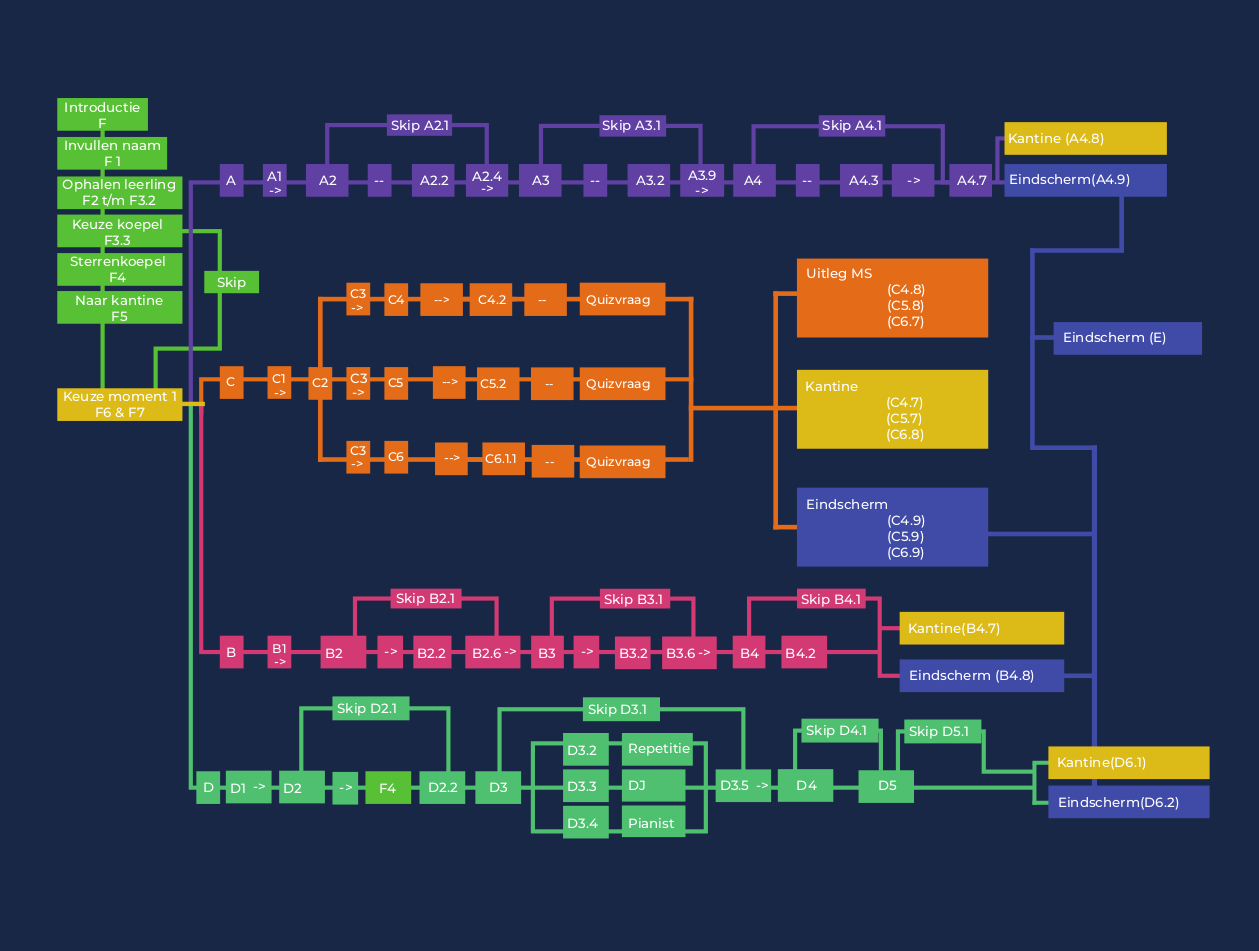 Introductie
F
Invullen naam
F 1
Ophalen leerling
F2 t/m F3.2
Keuze koepel
F3.3
Sterrenkoepel
F4
Naar kantine
F5
Skip
Keuze moment 1
F6 & F7
Skip A2.1
Skip A3.1
Skip A4.1
A
A1
->
A2
--
A2.2
A2.4
->
A3
--
A3.2
A3.9
->
A4
--
A4.3
->
A4.7
Kantine (A4.8)
Eindscherm(A4.9)
C3
->
C4
-->
C4.2
--
Quizvraag
C
C1
->
C2
C3
->
C5
-->
C5.2
--
Quizvraag
C3
->
C6
-->
C6.1.1
--
Quizvraag
Uitleg MS
(C4.8)
(C5.8)
(C6.7)
Kantine
(C4.7)
(C5.7)
(C6.8)
Eindscherm
(C4.9)
(C5.9)
(C6.9)
Eindscherm (E)
Skip B2.1
Skip B3.1
Skip B4.1
B
B1
->
B2
->
B2.2
B2.6 ->
B3
->
B3.2
B3.6 ->
B4
B4.2
Kantine(B4.7)
Eindscherm (B4.8)
Skip D2.1
Skip D3.1
Skip D4.1
Skip D5.1
D
D1 ->
D2
->
F4
D2.2
D3
D3.2
Repetitie
D3.3
DJ
D3.4
Pianist
D3.5 ->
D4
D5
Kantine(D6.1)
Eindscherm(D6.2)